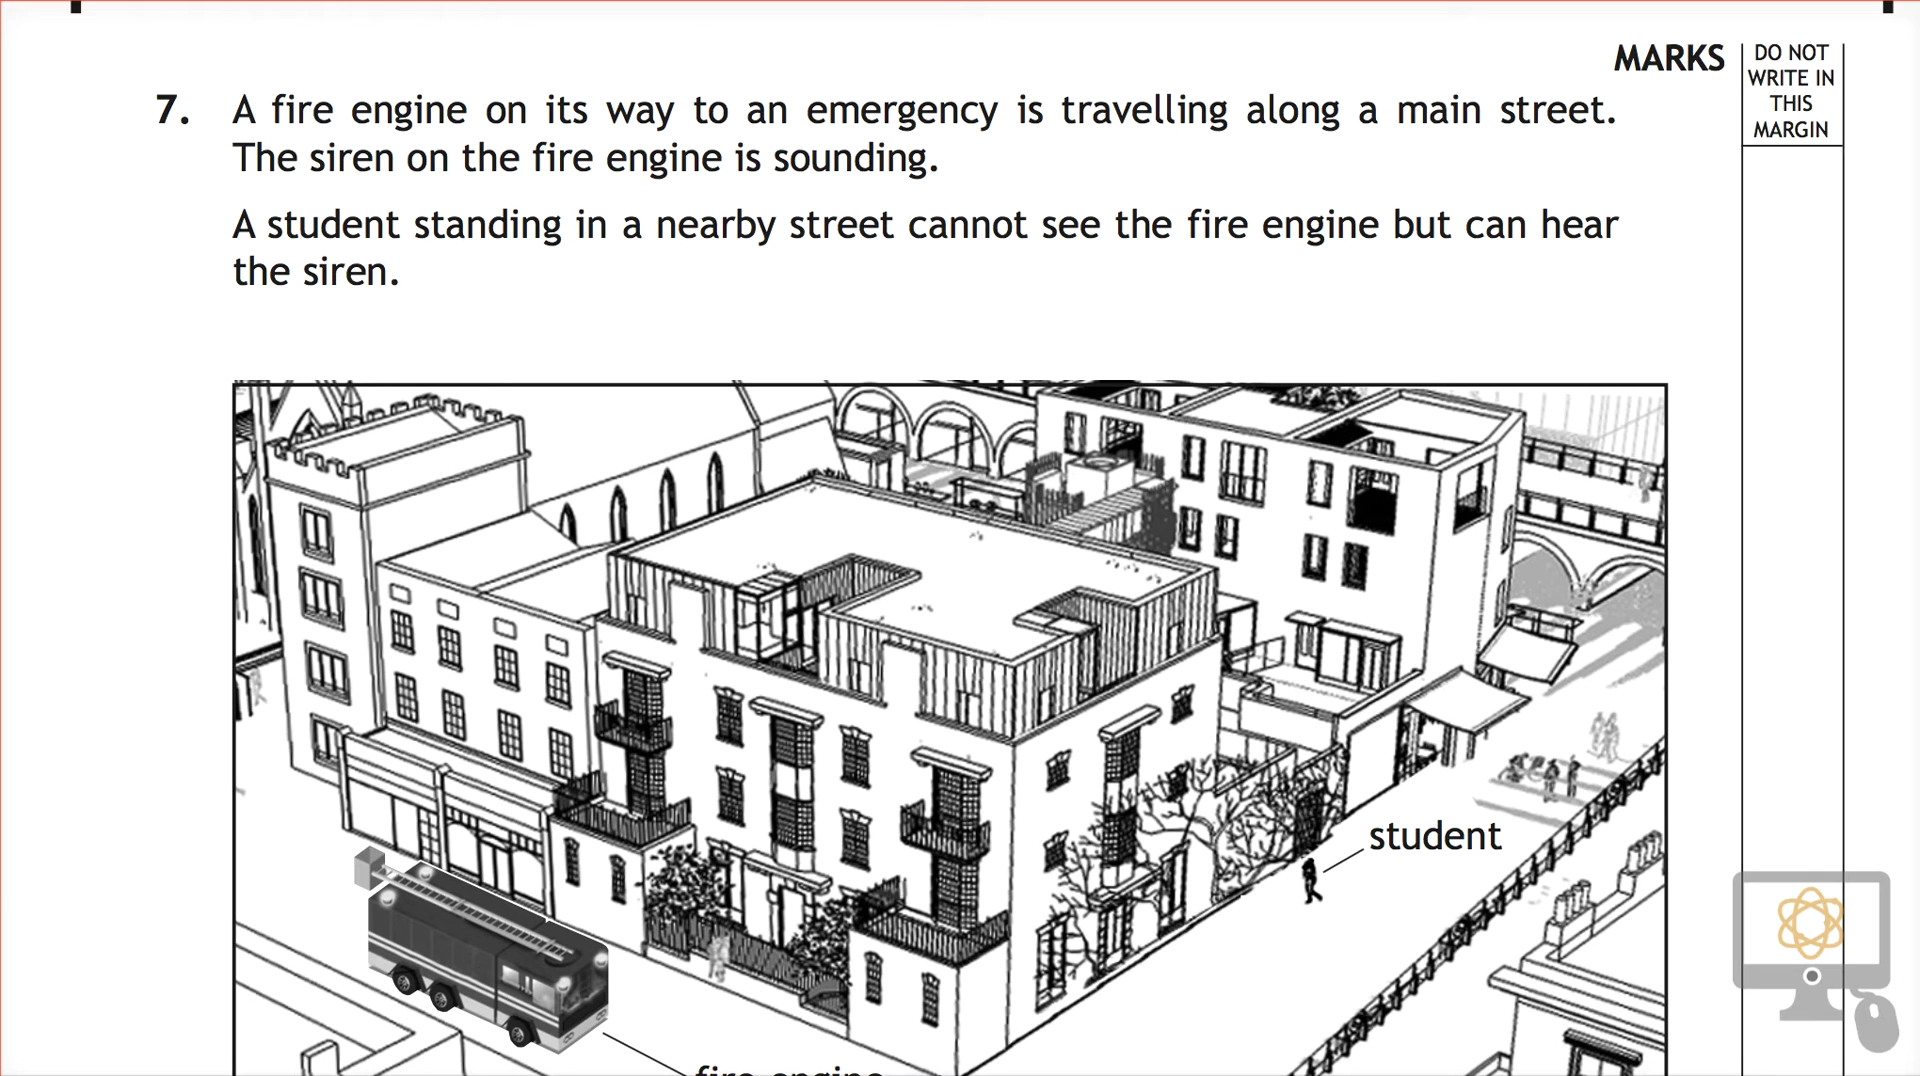 MARKS
DO NOT
WRITE IN
THIS
MARGIN
7. A fire engine on its way to an emergency is travelling along a main street.
The siren on the fire engine is sounding.
A student standing in a nearby street cannot see the fire engine but can hear
the siren.
student
fire engine